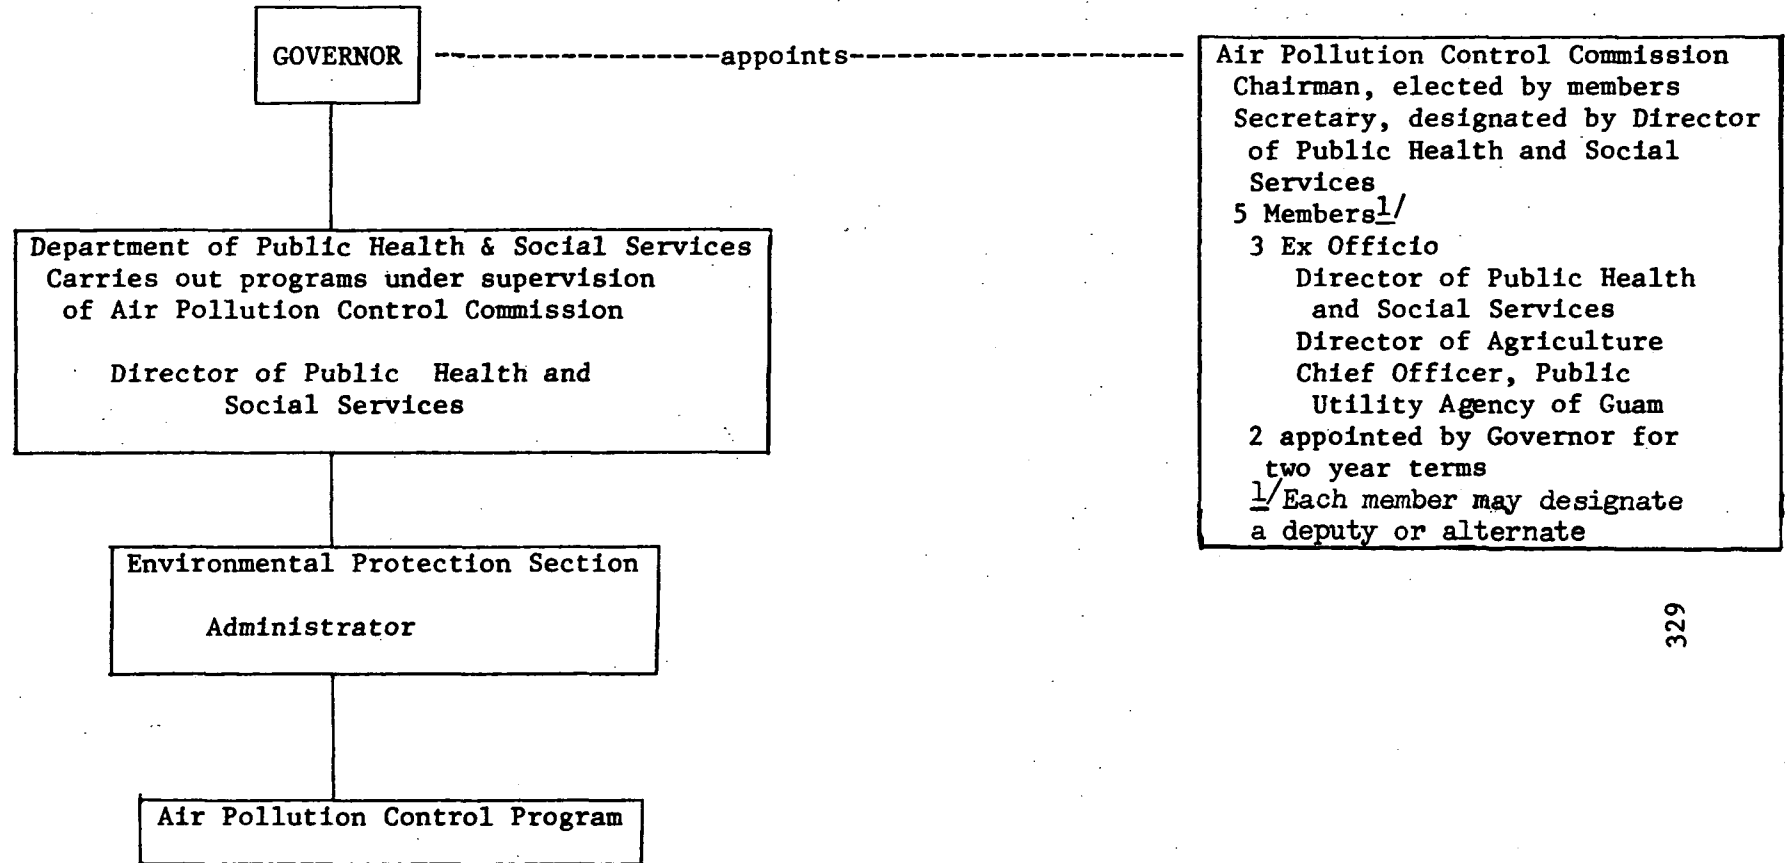 GOVERNOR
------------------appoints---------------------
Air Pollution Control Commission
Chairman, elected by members
Secretary, designated by Director
of Public Health and Social
Services
5 Members1/
3 Ex Officio
Director of Public Health
and Social Services
Director of Agriculture
Chief Officer, Public
Utility Agency of Guam
2 appointed by Governor for
two year terms
1/Each member may designate
a deputy or alternate
Department of Public Health & Social Services
Carries out programs under supervision
of Air Pollution Control Commission
Director of Public Health and
Social Services
Environmental Protection Section
Administrator
Air Pollution Control Program
329